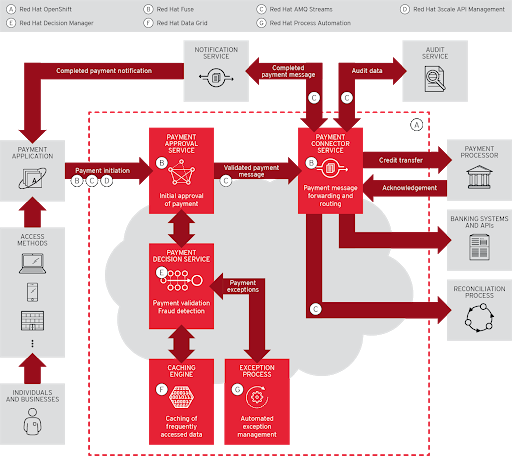 A Red Hat OpenShift
B Red Hat Fuse
C Red Hat AMQ Streams
D Red Hat 3scale API Management
E Red Hat Decision Manager
F Red Hat Data Grid
G Red Hat Process Automation
NOTIFICATION
SERVICE
AUDIT
SERVICE
Completed payment notification
Completed
payment message
Audit data
C
C
A
PAYMENT
APPLICATION
A
Payment initiation
B C D
PAYMENT
APPROVAL
SERVICE
B
Initial approval
of payment
Validated payment
message
C
PAYMENT
CONNECTOR
SERVICE
B
Payment message
forwarding and
routing
Credit transfer
Acknowledgement
PAYMENT
PROCESSOR
ACCESS
METHODS
BANKING SYSTEMS
AND APIs
PAYMENT
DECISION SERVICE
E
Payment validation
Fraud detection
Payment
exceptions
C
RECONCILIATION
PROCESS
CACHING
ENGINE
F
Caching of
frequently
accessed data
EXCEPTION
PROCESS
G
Automated
exception
management
INDIVIDUALS
AND BUSINESSES